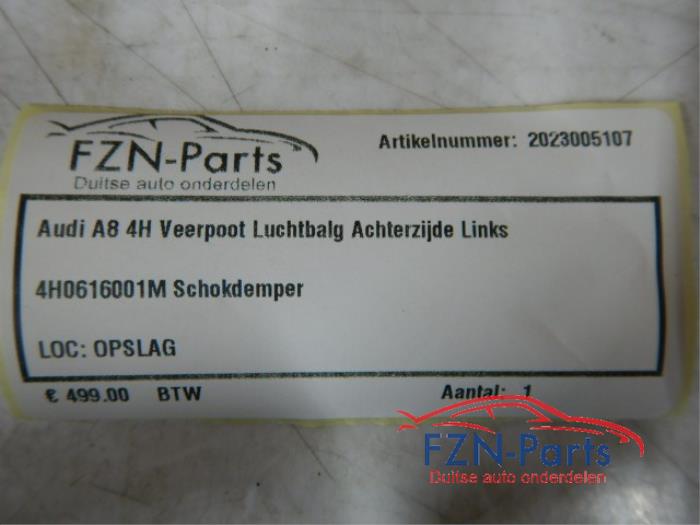 FZN-Parts
Duitse auto onderdelen
Artikelnummer: 2023005107
Audi A8 4H Veerpoot Luchtbalg Achterzijde Links
4H0616001M Schokdemper
LOC: OPSLAG
€ 499.00 BTW
Aantal: 1
FZN-Parts
Duitse auto onderdelen